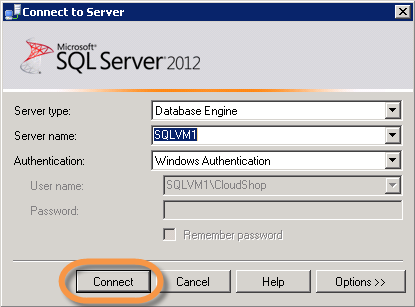 Connect to Server
Microsoft®
SQL Server® 2012
Server type: Database Engine
Server name: SQLVM1
Authentication: Windows Authentication
User name: SQLVM1\CloudShop
Password:
Remember password
Connect Cancel Help Options >>